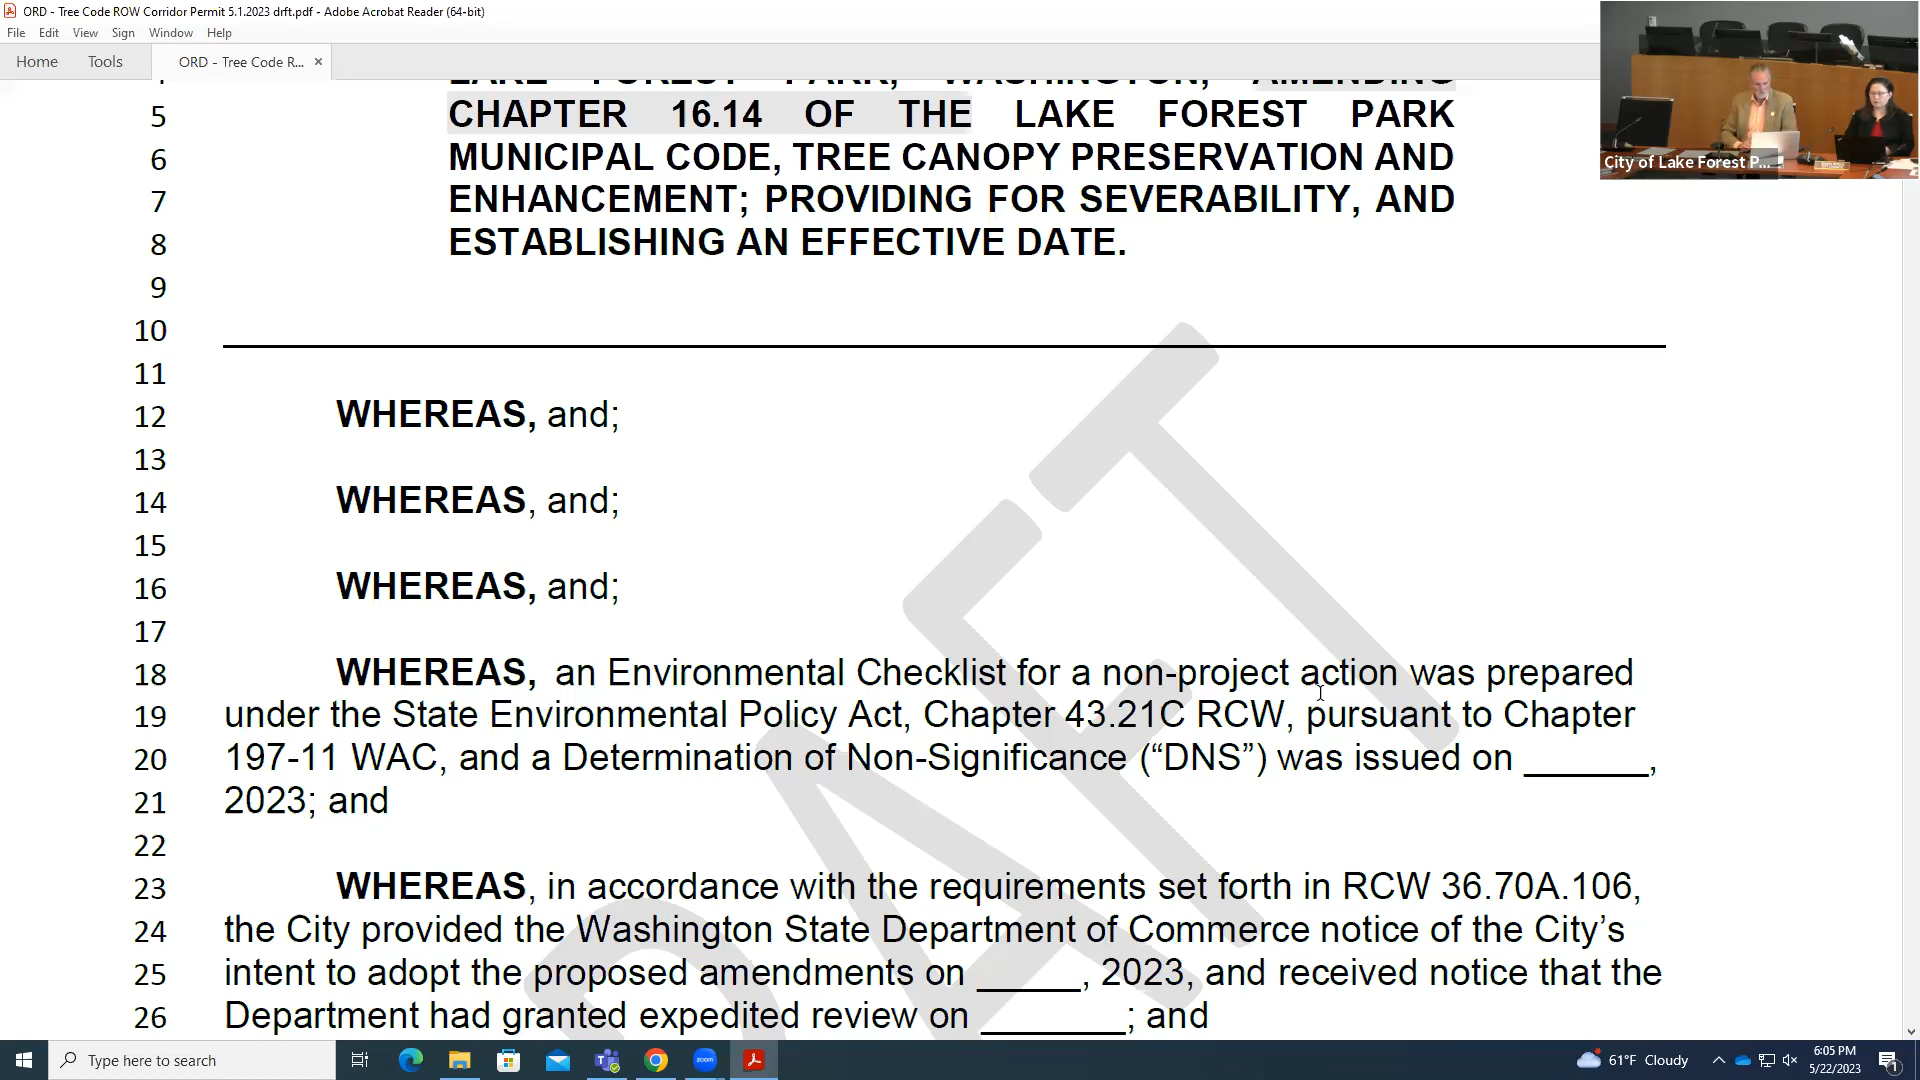 ORD - Tree Code ROW Corridor Permit 5.1.2023 drft.pdf - Adobe Acrobat Reader (64-bit)
File Edit View Sign Window Help
Home Tools ORD - Tree Code R... ×
LAKE FOREST PARK, WASHINGTON, AMENDING
5 CHAPTER 16.14 OF THE LAKE FOREST PARK
6 MUNICIPAL CODE, TREE CANOPY PRESERVATION AND
7 ENHANCEMENT; PROVIDING FOR SEVERABILITY, AND
8 ESTABLISHING AN EFFECTIVE DATE.
9
10
11
12 WHEREAS, and;
13
14 WHEREAS, and;
15
16 WHEREAS, and;
17
18 WHEREAS, an Environmental Checklist for a non-project action was prepared
19 under the State Environmental Policy Act, Chapter 43.21C RCW, pursuant to Chapter
20 197-11 WAC, and a Determination of Non-Significance (“DNS”) was issued on ______,
21 2023; and
22
23 WHEREAS, in accordance with the requirements set forth in RCW 36.70A.106,
24 the City provided the Washington State Department of Commerce notice of the City’s
25 intent to adopt the proposed amendments on _____, 2023, and received notice that the
26 Department had granted expedited review on _______; and
DRAFT
City of Lake Forest P...
Type here to search
zoom
61°F Cloudy
6:05 PM
5/22/2023
1